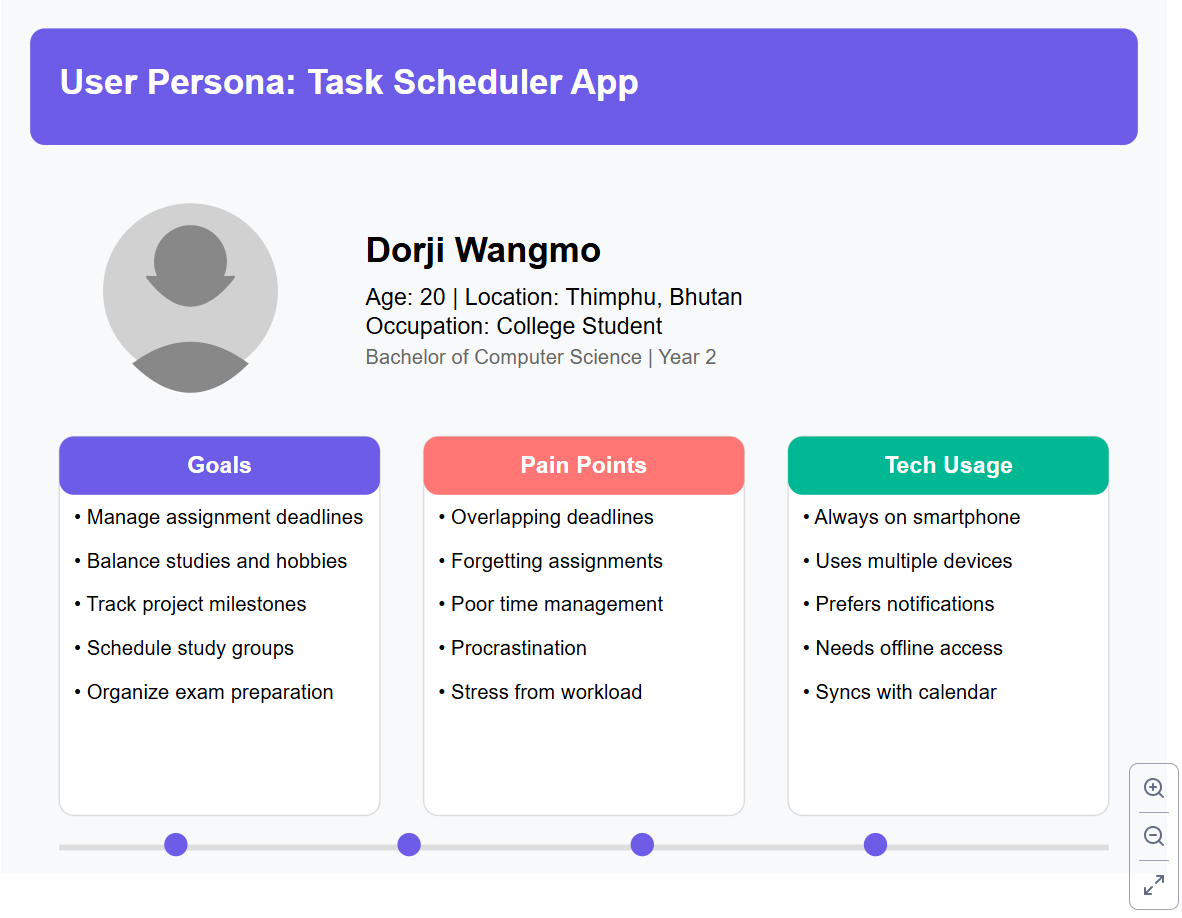 User Persona: Task Scheduler App
Dorji Wangmo
Age: 20 | Location: Thimphu, Bhutan
Occupation: College Student
Bachelor of Computer Science | Year 2
Goals
• Manage assignment deadlines
• Balance studies and hobbies
• Track project milestones
• Schedule study groups
• Organize exam preparation
Pain Points
• Overlapping deadlines
• Forgetting assignments
• Poor time management
• Procrastination
• Stress from workload
Tech Usage
• Always on smartphone
• Uses multiple devices
• Prefers notifications
• Needs offline access
• Syncs with calendar